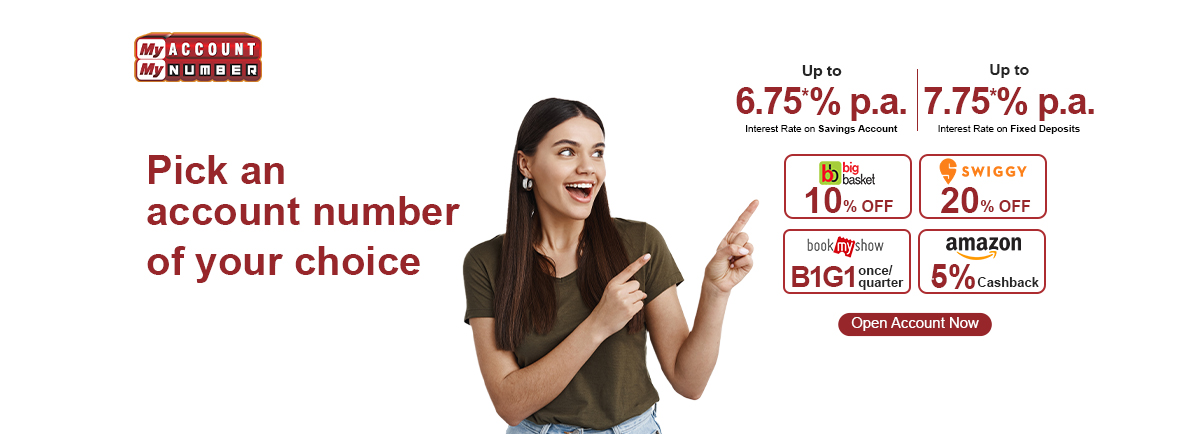 My ACCOUNT
My NUMBER
Pick an
account number
of your choice
Up to
6.75*% p.a.
Interest Rate on Savings Account
Up to
7.75*% p.a.
Interest Rate on Fixed Deposits
bb big
basket
10% OFF
SWIGGY
20% OFF
book my show
B1G1 once/
quarter
amazon
5% Cashback
Open Account Now